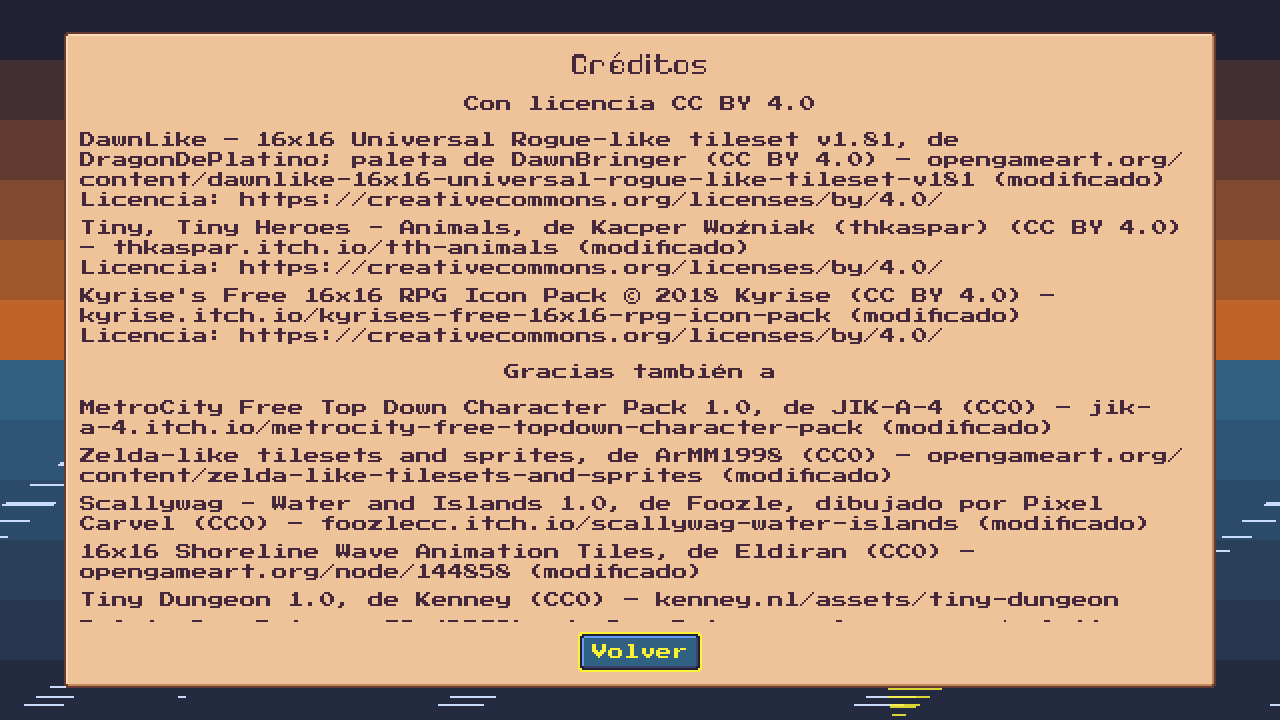 Créditos
Con licencia CC BY 4.0
DawnLike – 16x16 Universal Rogue-like tileset v1.81, de
DragonDePlatino; paleta de DawnBringer (CC BY 4.0) – opengameart.org/
content/dawnlike-16x16-universal-rogue-like-tileset-v181 (modificado)
Licencia: https://creativecommons.org/licenses/by/4.0/
Tiny, Tiny Heroes - Animals, de Kacper Woźniak (thkaspar) (CC BY 4.0)
– thkaspar.itch.io/tth-animals (modificado)
Licencia: https://creativecommons.org/licenses/by/4.0/
Kyrise's Free 16x16 RPG Icon Pack © 2018 Kyrise (CC BY 4.0) –
kyrise.itch.io/kyrises-free-16x16-rpg-icon-pack (modificado)
Licencia: https://creativecommons.org/licenses/by/4.0/
Gracias también a
MetroCity Free Top Down Character Pack 1.0, de JIK-A-4 (CC0) – jik-
a-4.itch.io/metrocity-free-topdown-character-pack (modificado)
Zelda-like tilesets and sprites, de ArMM1998 (CC0) – opengameart.org/
content/zelda-like-tilesets-and-sprites (modificado)
Scallywag - Water and Islands 1.0, de Foozle, dibujado por Pixel
Carvel (CC0) – foozlecc.itch.io/scallywag-water-islands (modificado)
16x16 Shoreline Wave Animation Tiles, de Eldiran (CC0) –
opengameart.org/node/144858 (modificado)
Tiny Dungeon 1.0, de Kenney (CC0) – kenney.nl/assets/tiny-dungeon
Volver